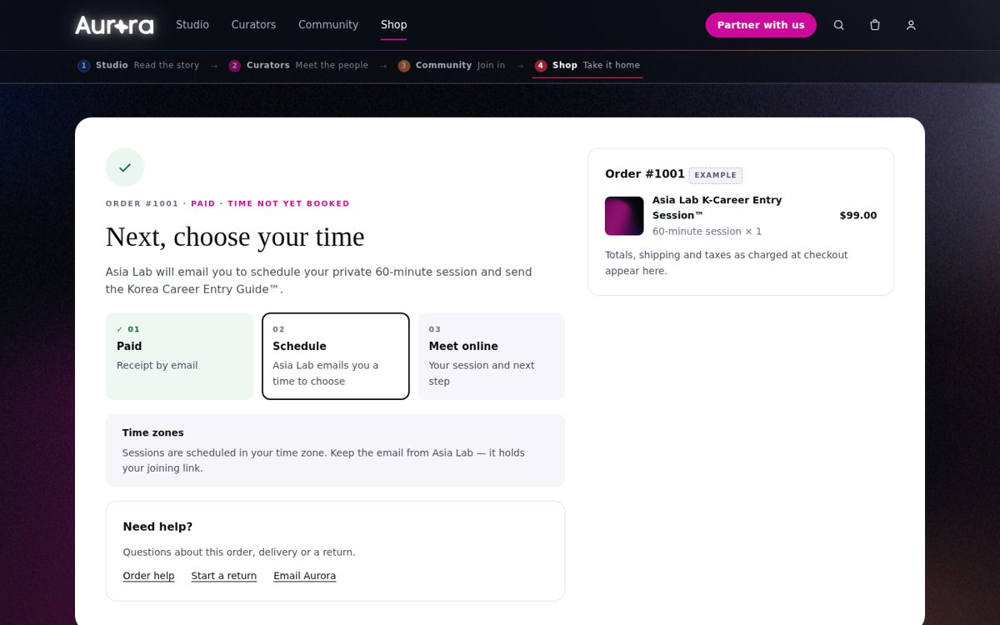 Aurora
Studio
Curators
Community
Shop
Partner with us
1 Studio Read the story →
2 Curators Meet the people →
3 Community Join in →
4 Shop Take it home
ORDER #1001 · PAID · TIME NOT YET BOOKED
Next, choose your time
Asia Lab will email you to schedule your private 60-minute session and send
the Korea Career Entry Guide™.
✓ 01
Paid
Receipt by email
02
Schedule
Asia Lab emails you a
time to choose
03
Meet online
Your session and next
step
Time zones
Sessions are scheduled in your time zone. Keep the email from Asia Lab — it holds
your joining link.
Need help?
Questions about this order, delivery or a return.
Order help
Start a return
Email Aurora
Order #1001 EXAMPLE
Asia Lab K-Career Entry
Session™
$99.00
60-minute session × 1
Totals, shipping and taxes as charged at checkout
appear here.